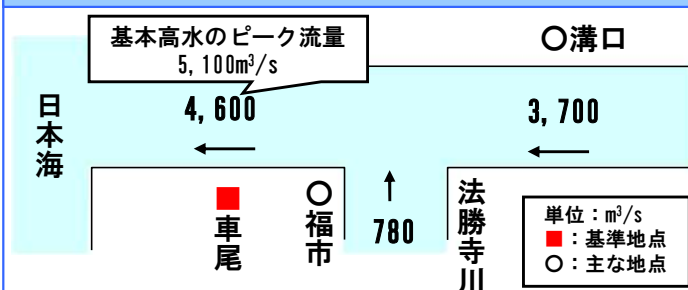 基本高水のピーク流量
5,100m³/s
○溝口
日本海
4,600
3,700
■車尾
○福市
780
法勝寺川
単位：m³/s
■：基準地点
○：主な地点